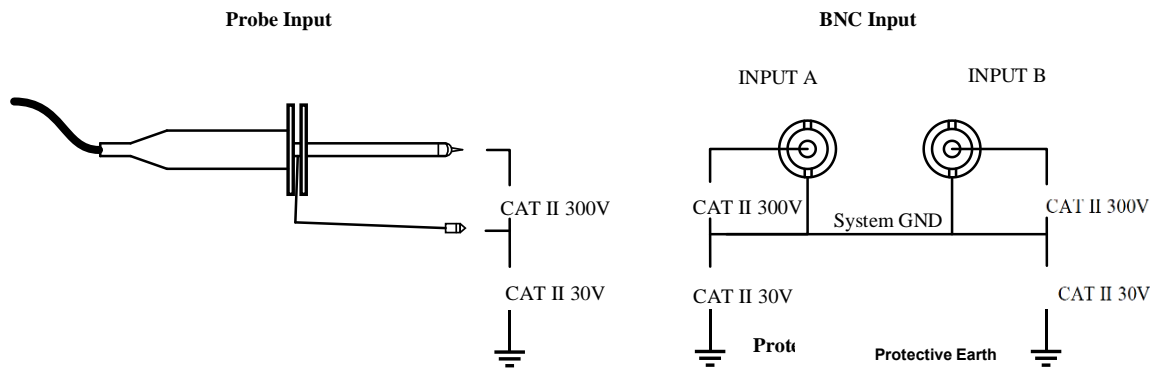 Probe Input
BNC Input
INPUT A
INPUT B
CAT II 300V
CAT II 300V
System GND
CAT II 300V
CAT II 30V
CAT II 30V
CAT II 30V
Protective Earth